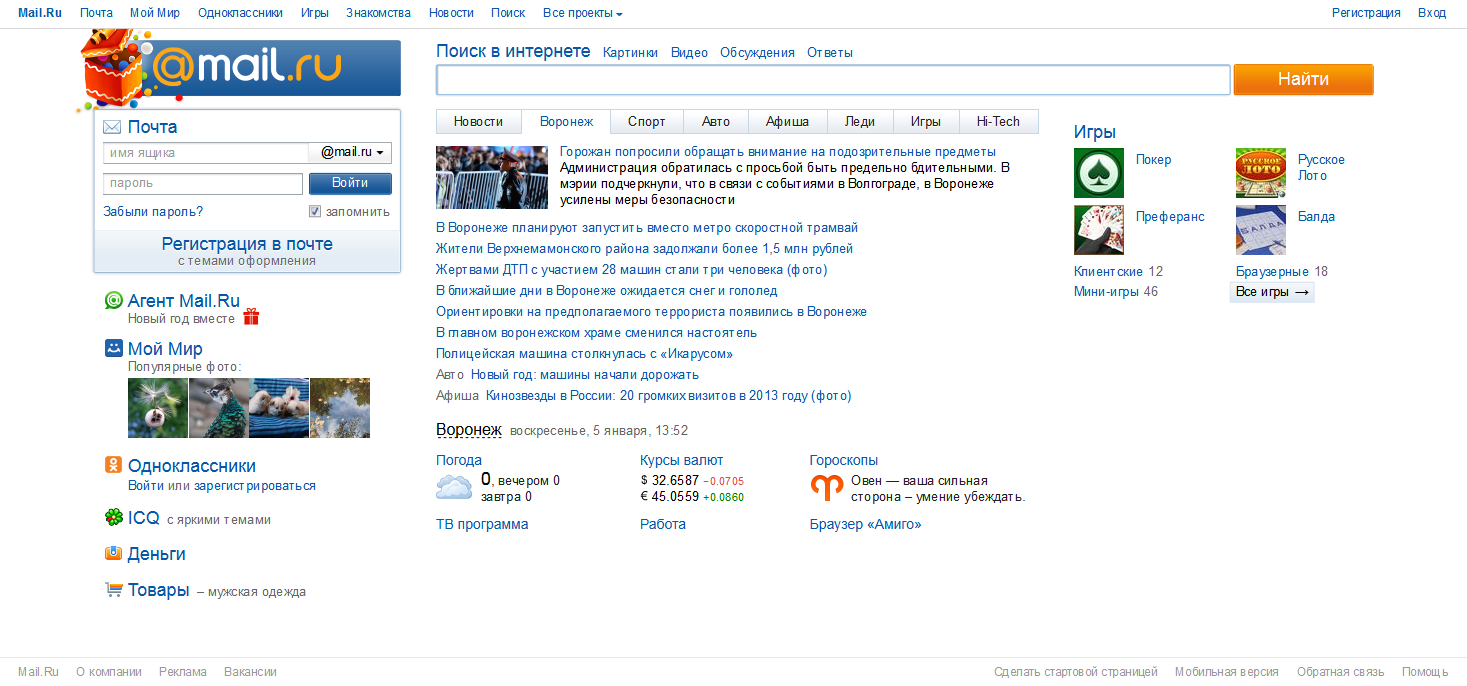 Mail.Ru Почта Мой Мир Одноклассники Игры Знакомства Новости Поиск Все проекты Регистрация Вход
@mail.ru
Почта
имя ящика @mail.ru
пароль Войти
Забыли пароль? запомнить
Регистрация в почте
с темами оформления
Агент Mail.Ru
Новый год вместе
Мой Мир
Популярные фото:
Одноклассники
Войти или зарегистрироваться
ICQ с яркими темами
Деньги
Товары – мужская одежда
Поиск в интернете Картинки Видео Обсуждения Ответы
Найти
Новости Воронеж Спорт Авто Афиша Леди Игры Hi-Tech
Горожан попросили обращать внимание на подозрительные предметы
Администрация обратилась с просьбой быть предельно бдительными. В
мэрии подчеркнули, что в связи с событиями в Волгограде, в Воронеже
усилены меры безопасности
В Воронеже планируют запустить вместо метро скоростной трамвай
Жители Верхнемамонского района задолжали более 1,5 млн рублей
Жертвами ДТП с участием 28 машин стали три человека (фото)
В ближайшие дни в Воронеже ожидается снег и гололед
Ориентировки на предполагаемого террориста появились в Воронеже
В главном воронежском храме сменился настоятель
Полицейская машина столкнулась с «Икарусом»
Авто Новый год: машины начали дорожать
Афиша Кинозвезды в России: 20 громких визитов в 2013 году (фото)
Воронеж воскресенье, 5 января, 13:52
Погода
0, вечером 0
завтра 0
Курсы валют
$ 32.6587 −0.0705
€ 45.0559 +0.0860
Гороскопы
Овен — ваша сильная
сторона – умение убеждать.
ТВ программа Работа Браузер «Амиго»
Игры
Покер
РУССКОЕ
ЛОТО
Русское
Лото
Преферанс
БАЛДА
Балда
Клиентские 12 Браузерные 18
Мини-игры 46 Все игры →
Mail.Ru О компании Реклама Вакансии Сделать стартовой страницей Мобильная версия Обратная связь Помощь